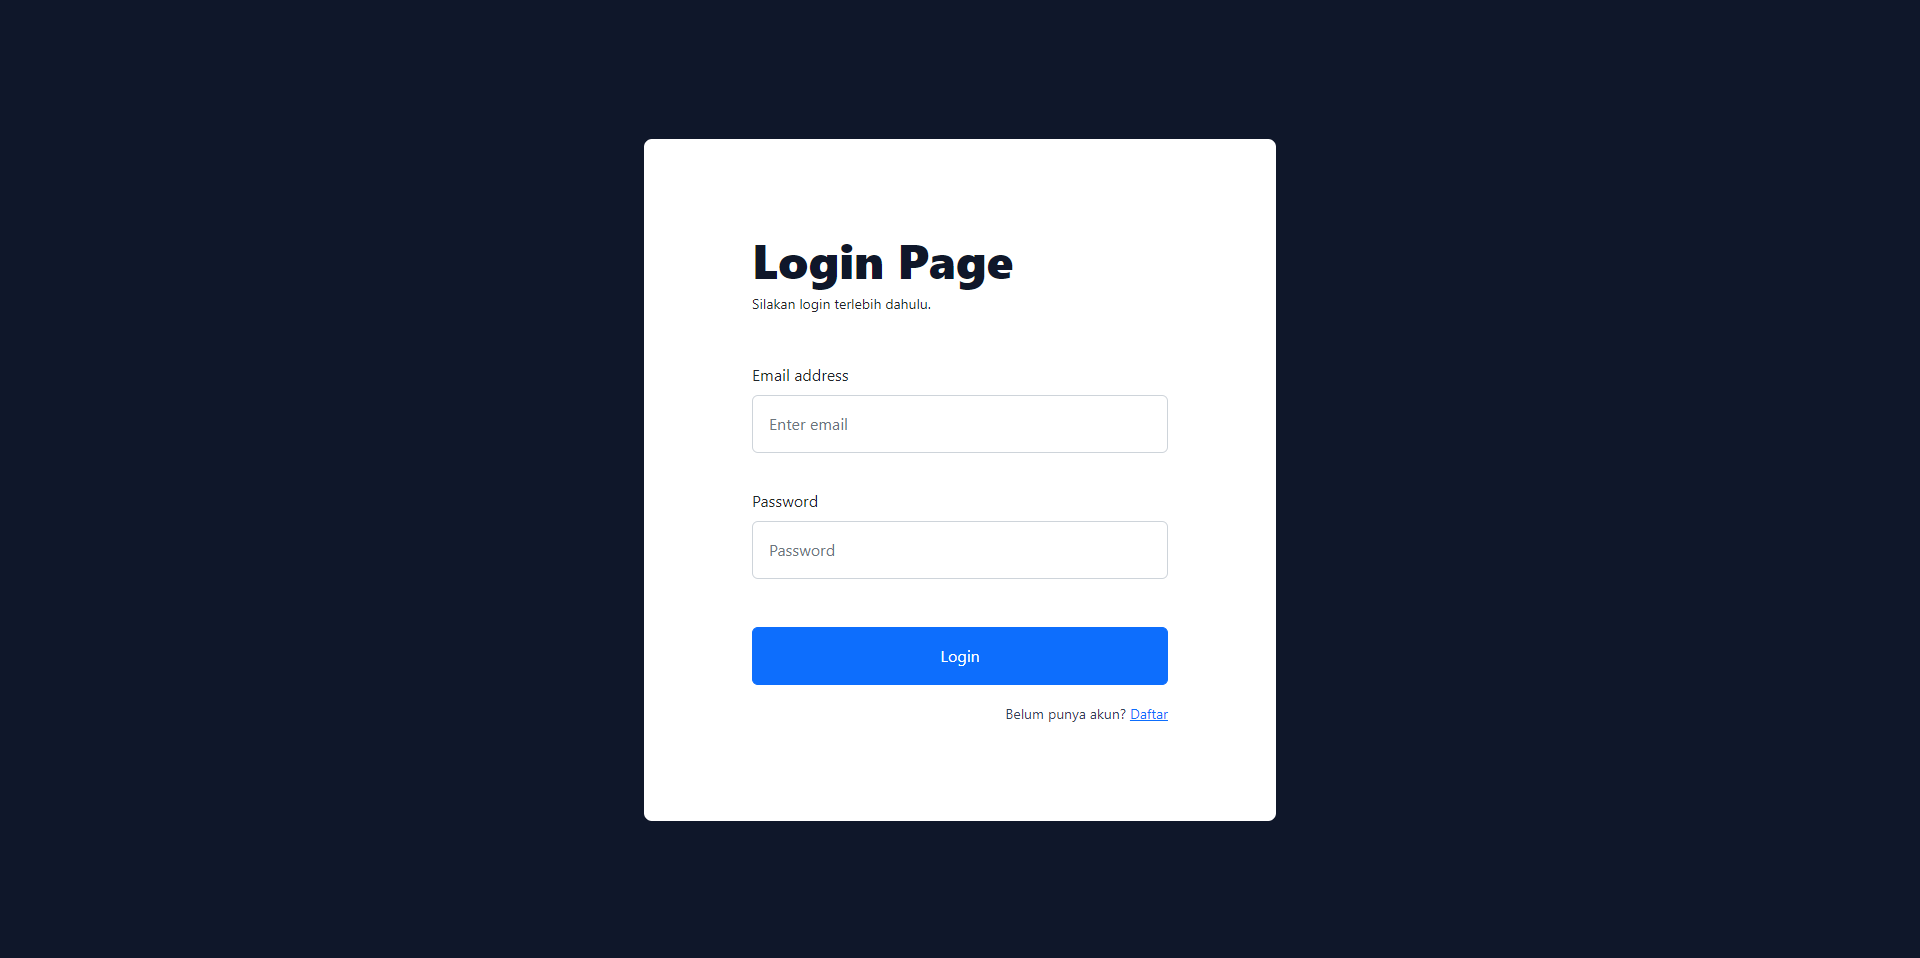 Login Page
Silakan login terlebih dahulu.
Email address
Enter email
Password
Password
Login
Belum punya akun? Daftar